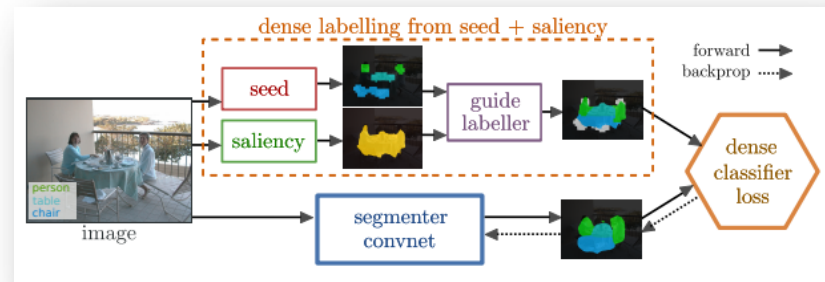 dense labelling from seed + saliency
forward
backprop
seed
guide
labeller
saliency
dense
classifier
loss
person
table
chair
image
segmenter
convnet